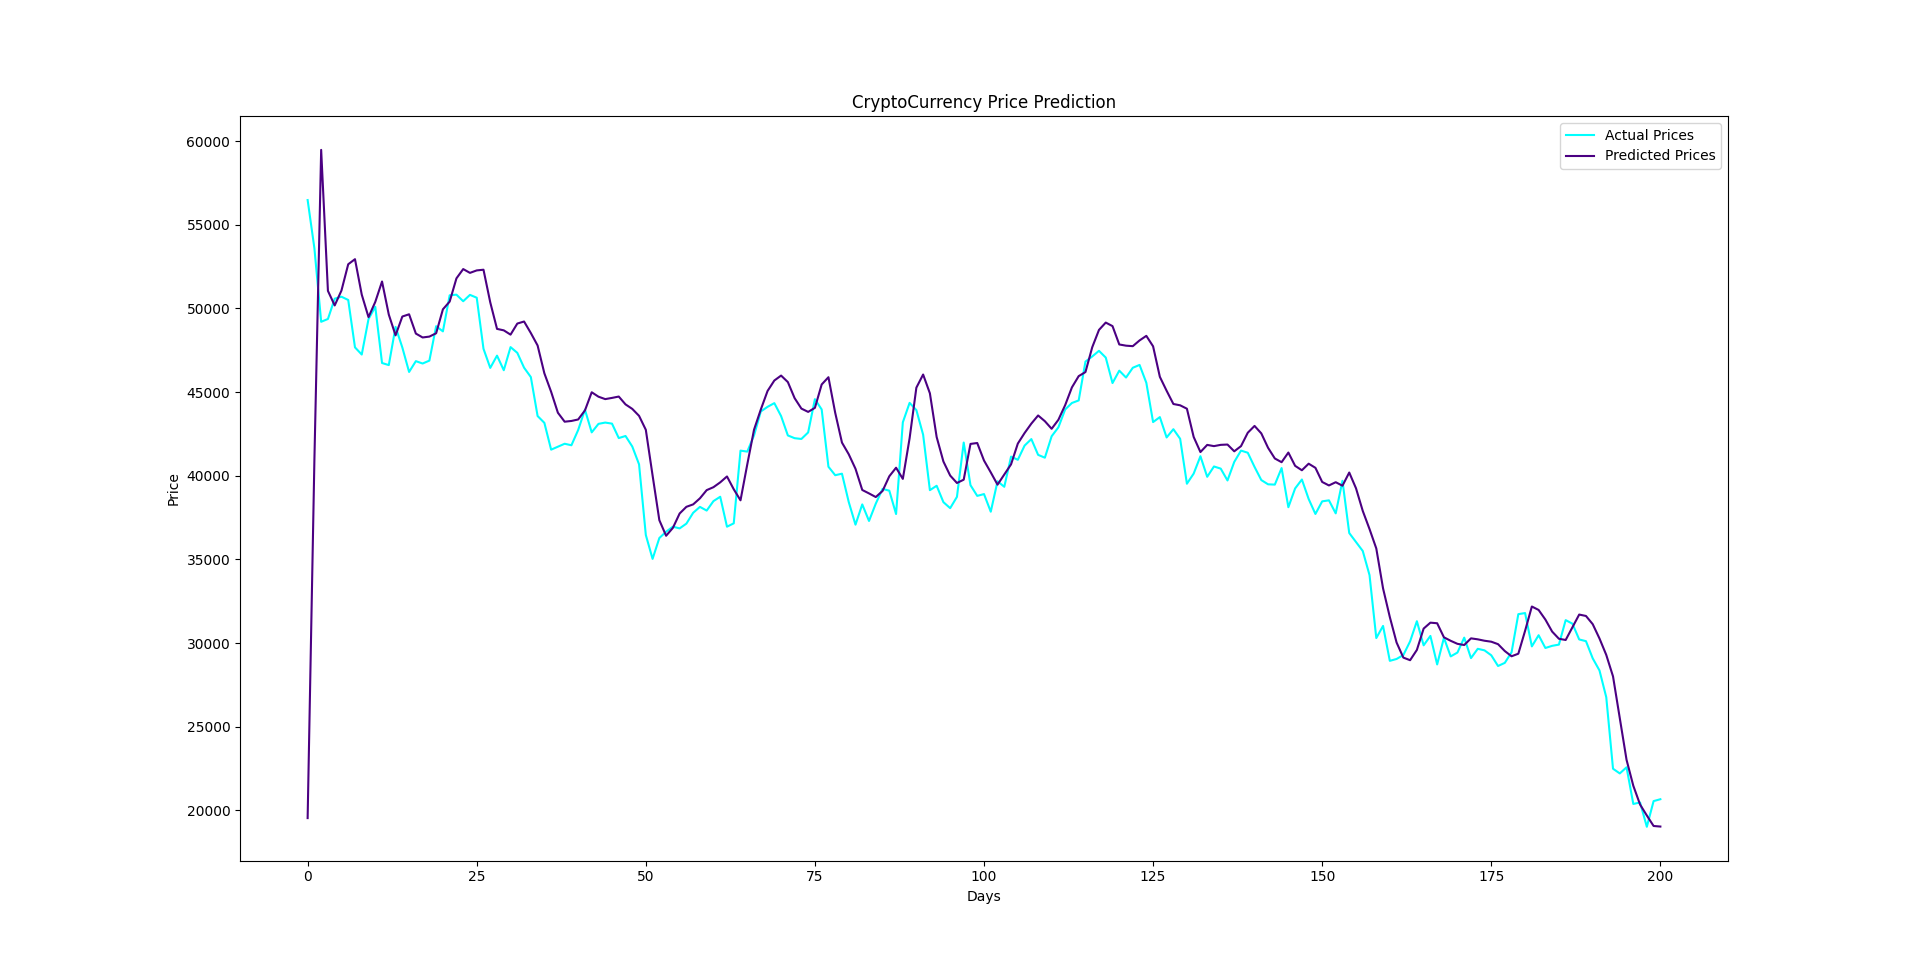 CryptoCurrency Price Prediction
Actual Prices
Predicted Prices
60000
55000
50000
45000
40000
35000
30000
25000
20000
Price
0 25 50 75 100 125 150 175 200
Days